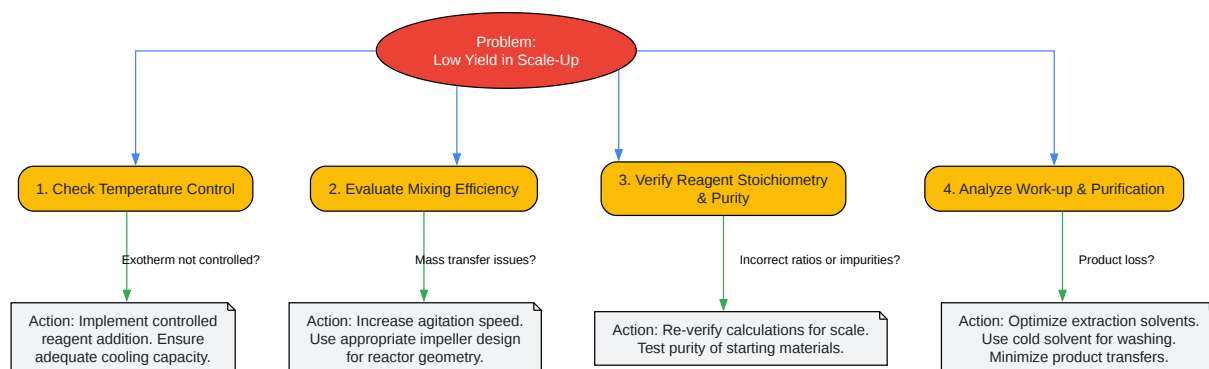 Problem:
Low Yield in Scale-Up
1. Check Temperature Control
2. Evaluate Mixing Efficiency
3. Verify Reagent Stoichiometry
& Purity
4. Analyze Work-up & Purification
Exotherm not controlled?
Mass transfer issues?
Incorrect ratios or impurities?
Product loss?
Action: Implement controlled
reagent addition. Ensure
adequate cooling capacity.
Action: Increase agitation speed.
Use appropriate impeller design
for reactor geometry.
Action: Re-verify calculations for scale.
Test purity of starting materials.
Action: Optimize extraction solvents.
Use cold solvent for washing.
Minimize product transfers.